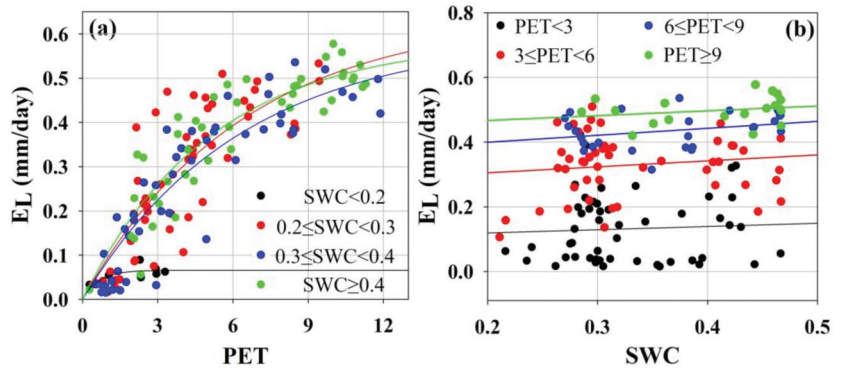 (a)
E_L (mm/day)
0.6
0.5
0.4
0.3
0.2
0.1
0.0
SWC<0.2
0.2≤SWC<0.3
0.3≤SWC<0.4
SWC≥0.4
0 3 6 9 12
PET
(b)
PET<3 6≤PET<9
3≤PET<6 PET≥9
E_L (mm/day)
0.8
0.6
0.4
0.2
0.0
0.2 0.3 0.4 0.5
SWC